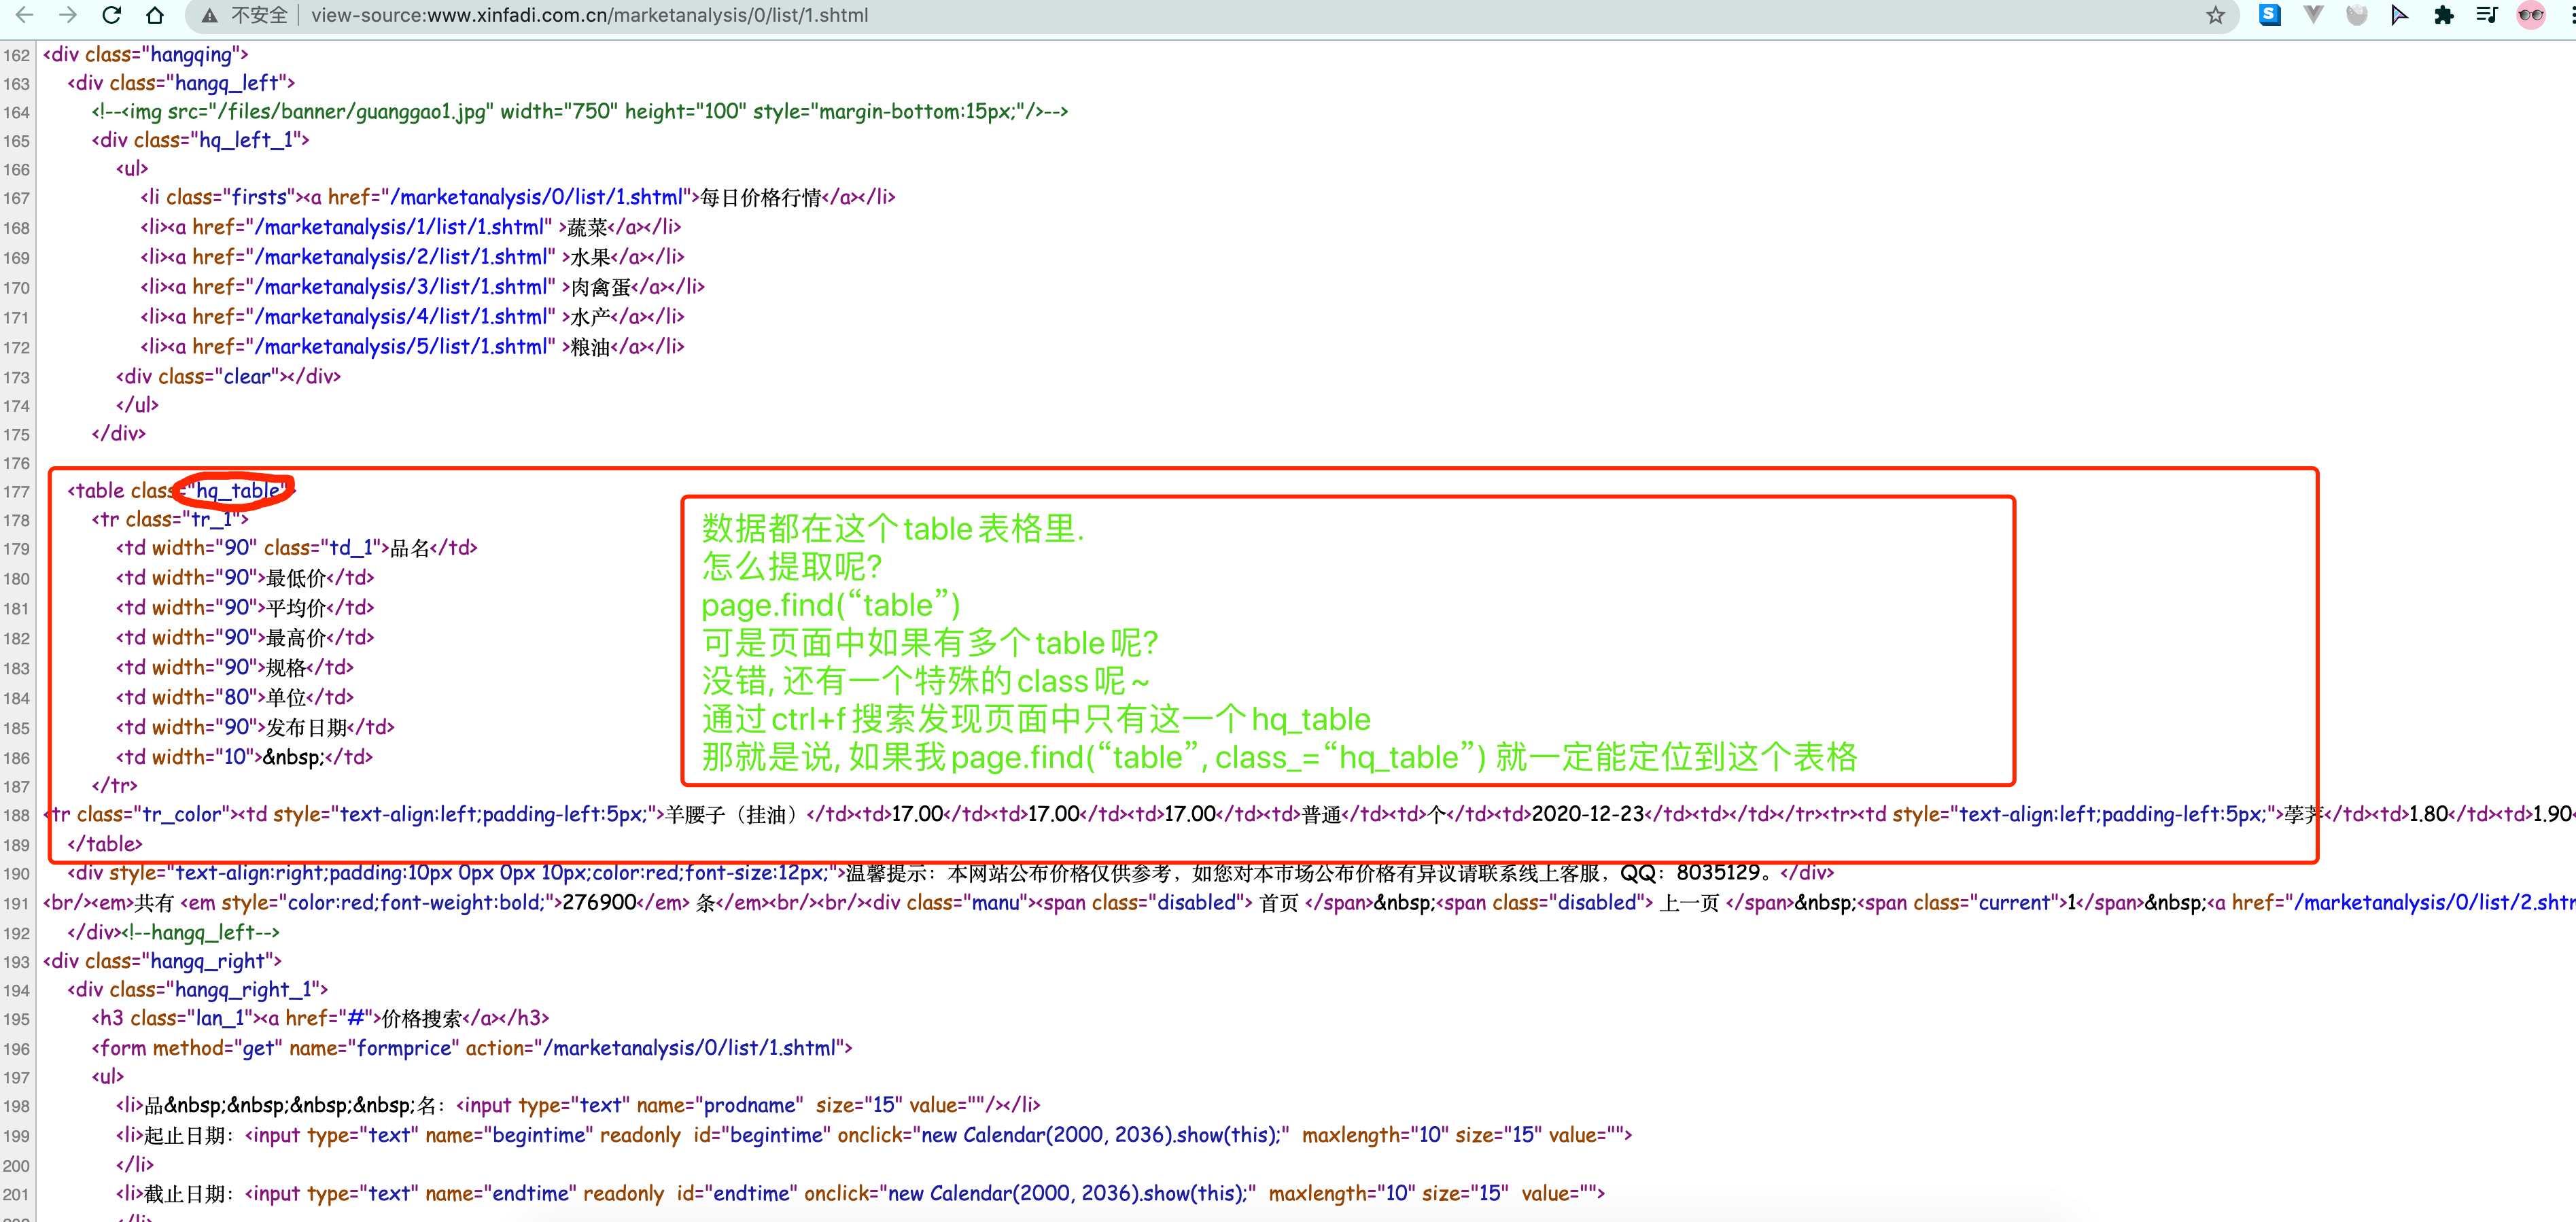 不安全 view-source:www.xinfadi.com.cn/marketanalysis/0/list/1.shtml
162 <div class="hangqing">
163 <div class="hangq_left">
164 <!--<img src="/files/banner/guanggao1.jpg" width="750" height="100" style="margin-bottom:15px;"/>-->
165 <div class="hq_left_1">
166 <ul>
167 <li class="firsts"><a href="/marketanalysis/0/list/1.shtml">每日价格行情</a></li>
168 <li><a href="/marketanalysis/1/list/1.shtml" >蔬菜</a></li>
169 <li><a href="/marketanalysis/2/list/1.shtml" >水果</a></li>
170 <li><a href="/marketanalysis/3/list/1.shtml" >肉禽蛋</a></li>
171 <li><a href="/marketanalysis/4/list/1.shtml" >水产</a></li>
172 <li><a href="/marketanalysis/5/list/1.shtml" >粮油</a></li>
173 <div class="clear"></div>
174 </ul>
175 </div>
176
177 <table class="hq_table">
178 <tr class="tr_1">
179 <td width="90" class="td_1">品名</td>
180 <td width="90">最低价</td>
181 <td width="90">平均价</td>
182 <td width="90">最高价</td>
183 <td width="90">规格</td>
184 <td width="80">单位</td>
185 <td width="90">发布日期</td>
186 <td width="10">&nbsp;</td>
187 </tr>
数据都在这个table表格里.
怎么提取呢?
page.find(“table”)
可是页面中如果有多个table呢?
没错, 还有一个特殊的class呢~
通过ctrl+f搜索发现页面中只有这一个hq_table
那就是说, 如果我page.find(“table”, class_=“hq_table”) 就一定能定位到这个表格
188 <tr class="tr_color"><td style="text-align:left;padding-left:5px;">羊腰子（挂油）</td><td>17.00</td><td>17.00</td><td>17.00</td><td>普通</td><td>个</td><td>2020-12-23</td><td></td></tr><tr><td style="text-align:left;padding-left:5px;">荸荠</td><td>1.80</td><td>1.90<
189 </table>
190 <div style="text-align:right;padding:10px 0px 0px 10px;color:red;font-size:12px;">温馨提示：本网站公布价格仅供参考，如您对本市场公布价格有异议请联系线上客服，QQ：8035129。</div>
191 <br/><em>共有 <em style="color:red;font-weight:bold;">276900</em> 条</em><br/><br/><div class="manu"><span class="disabled"> 首页 </span>&nbsp;<span class="disabled"> 上一页 </span>&nbsp;<span class="current">1</span>&nbsp;<a href="/marketanalysis/0/list/2.shtm
192 </div><!--hangq_left-->
193 <div class="hangq_right">
194 <div class="hangq_right_1">
195 <h3 class="lan_1"><a href="#">价格搜索</a></h3>
196 <form method="get" name="formprice" action="/marketanalysis/0/list/1.shtml">
197 <ul>
198 <li>品&nbsp;&nbsp;&nbsp;&nbsp;名：<input type="text" name="prodname"  size="15" value=""/></li>
199 <li>起止日期：<input type="text" name="begintime" readonly  id="begintime" onclick="new Calendar(2000, 2036).show(this);"  maxlength="10" size="15" value="">
200 </li>
201 <li>截止日期：<input type="text" name="endtime" readonly  id="endtime" onclick="new Calendar(2000, 2036).show(this);"  maxlength="10" size="15"  value="">